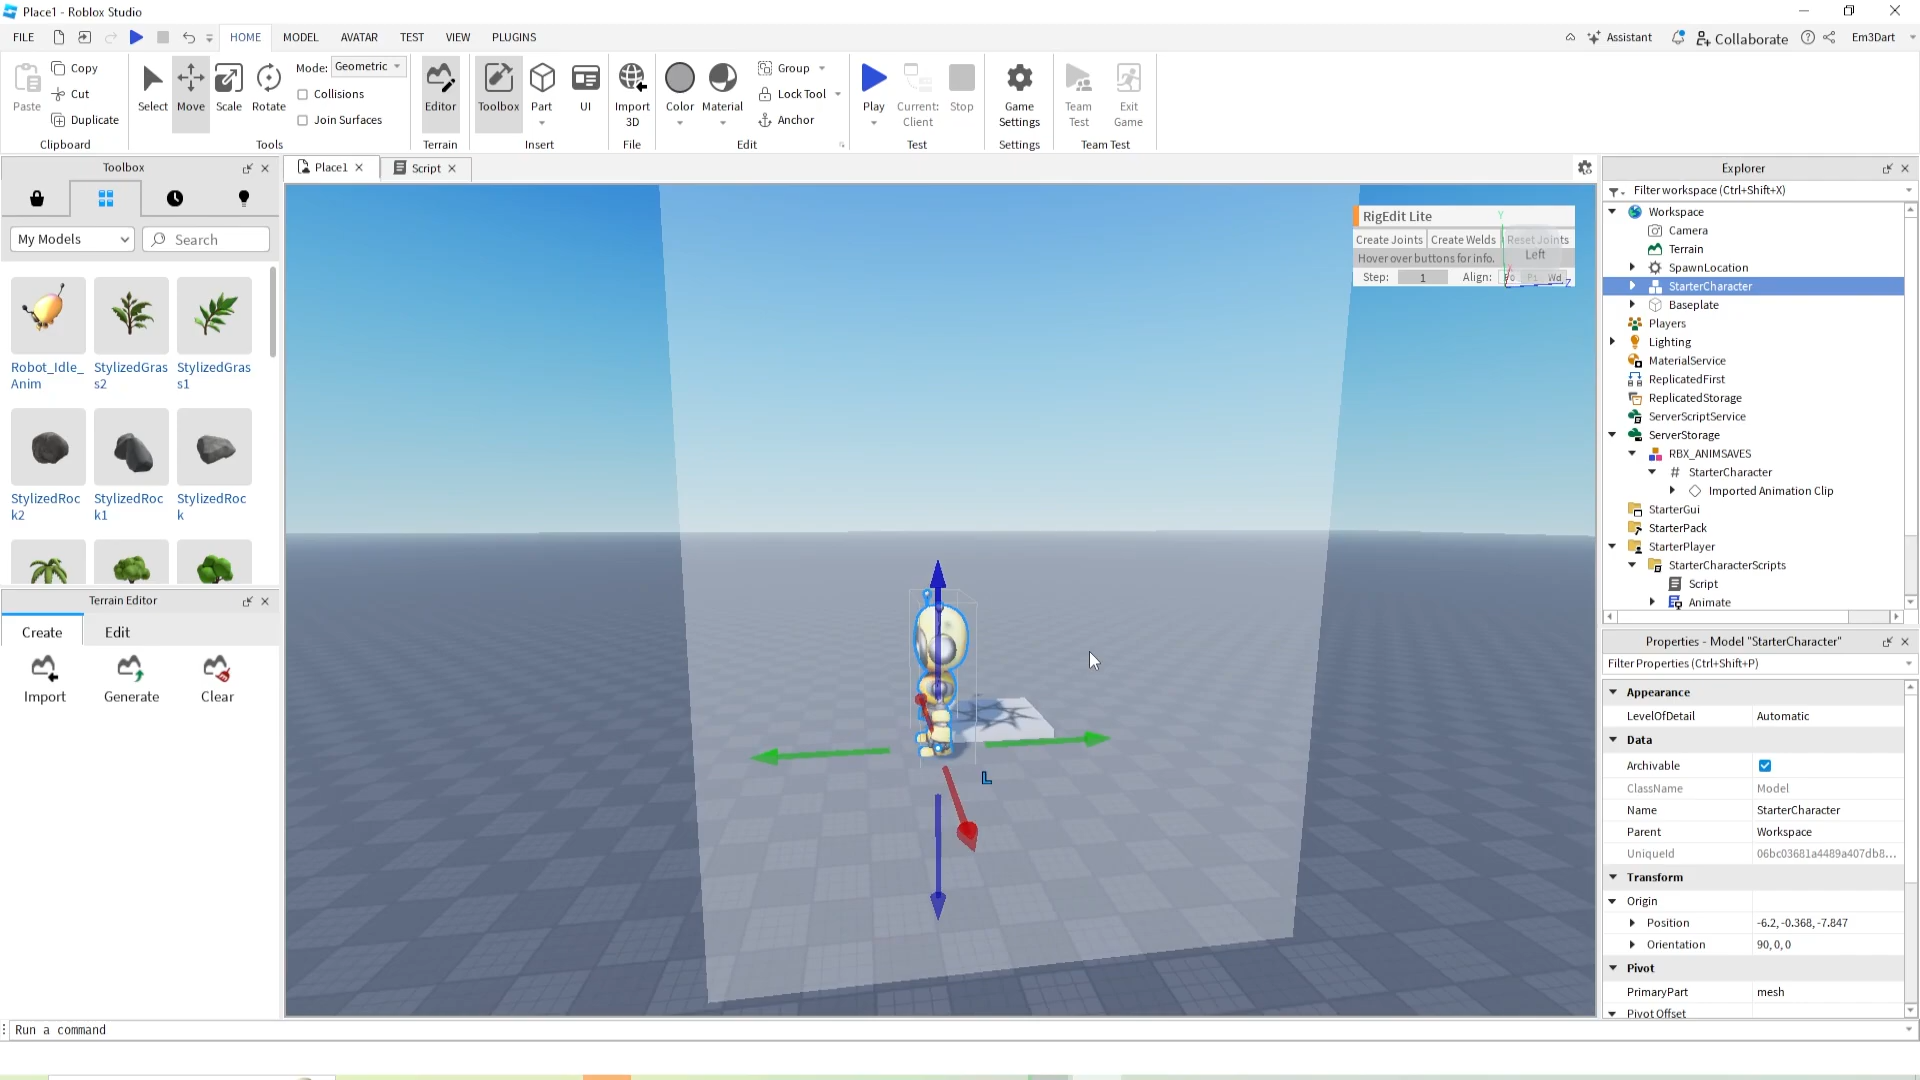 Place1 - Roblox Studio
FILE HOME MODEL AVATAR TEST VIEW PLUGINS Assistant Collaborate Em3Dart
Paste Copy Cut Duplicate Clipboard
Select Move Scale Rotate Mode: Geometric Collisions Join Surfaces Tools
Editor Terrain
Toolbox Part UI Insert
Import 3D File
Color Material Group Lock Tool Anchor Edit
Play Current: Client Stop Test
Game Settings Settings
Team Test Exit Game Team Test
Toolbox
My Models Search
Robot_Idle_Anim
StylizedGrass2
StylizedGrass1
StylizedRock2
StylizedRock1
StylizedRock
Terrain Editor
Create Edit
Import Generate Clear
Place1 Script
RigEdit Lite
Create Joints Create Welds Reset Joints
Hover over buttons for info.
Left
Step: 1 Align: Wd
Y
Z
L
Explorer
Filter workspace (Ctrl+Shift+X)
Workspace
Camera
Terrain
SpawnLocation
StarterCharacter
Baseplate
Players
Lighting
MaterialService
ReplicatedFirst
ReplicatedStorage
ServerScriptService
ServerStorage
RBX_ANIMSAVES
# StarterCharacter
Imported Animation Clip
StarterGui
StarterPack
StarterPlayer
StarterCharacterScripts
Script
Animate
Properties - Model "StarterCharacter"
Filter Properties (Ctrl+Shift+P)
Appearance
LevelOfDetail Automatic
Data
Archivable
ClassName Model
Name StarterCharacter
Parent Workspace
UniqueId 06bc03681a4489a407db8...
Transform
Origin
Position -6.2, -0.368, -7.847
Orientation 90, 0, 0
Pivot
PrimaryPart mesh
Pivot Offset
Run a command